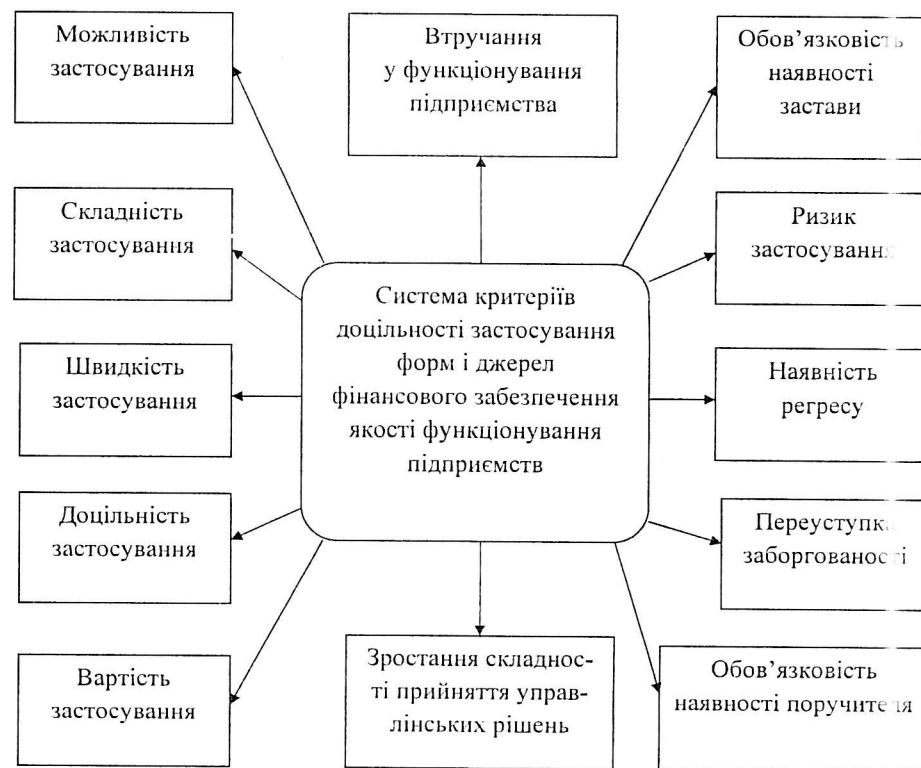 Можливість
застосування
Втручання
у функціонування
підприємства
Обов’язковість
наявності
застави
Складність
застосування
Ризик
застосування
Система критеріїв
доцільності застосування
форм і джерел
фінансового забезпечення
якості функціонування
підприємств
Швидкість
застосування
Наявність
регресу
Доцільність
застосування
Переуступка
заборгованості
Вартість
застосування
Зростання складнос-
ті прийняття управ-
лінських рішень
Обов’язковість
наявності поручителя